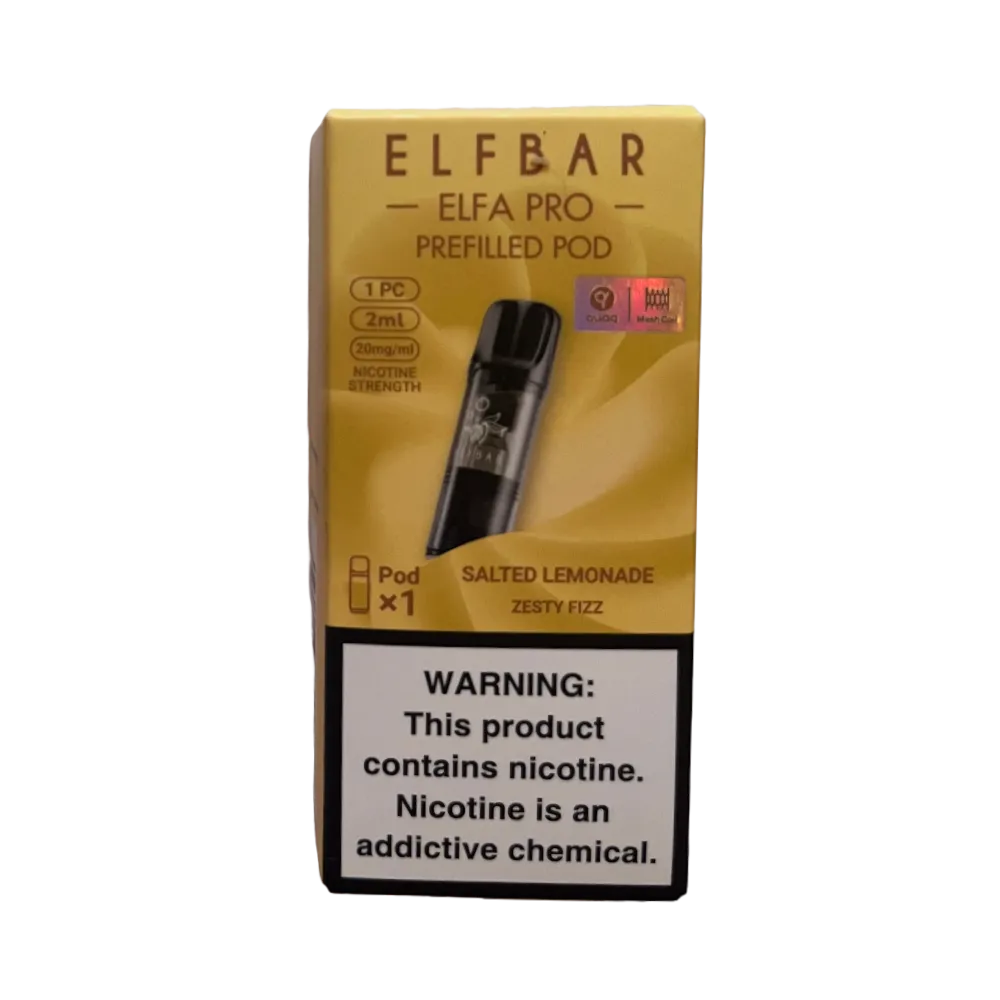 ELFBAR
ELFA PRO
PREFILLED POD
1 PC
2ml
20mg/ml
NICOTINE
STRENGTH
Mesh Coil
Pod
×1
SALTED LEMONADE
ZESTY FIZZ
WARNING:
This product
contains nicotine.
Nicotine is an
addictive chemical.